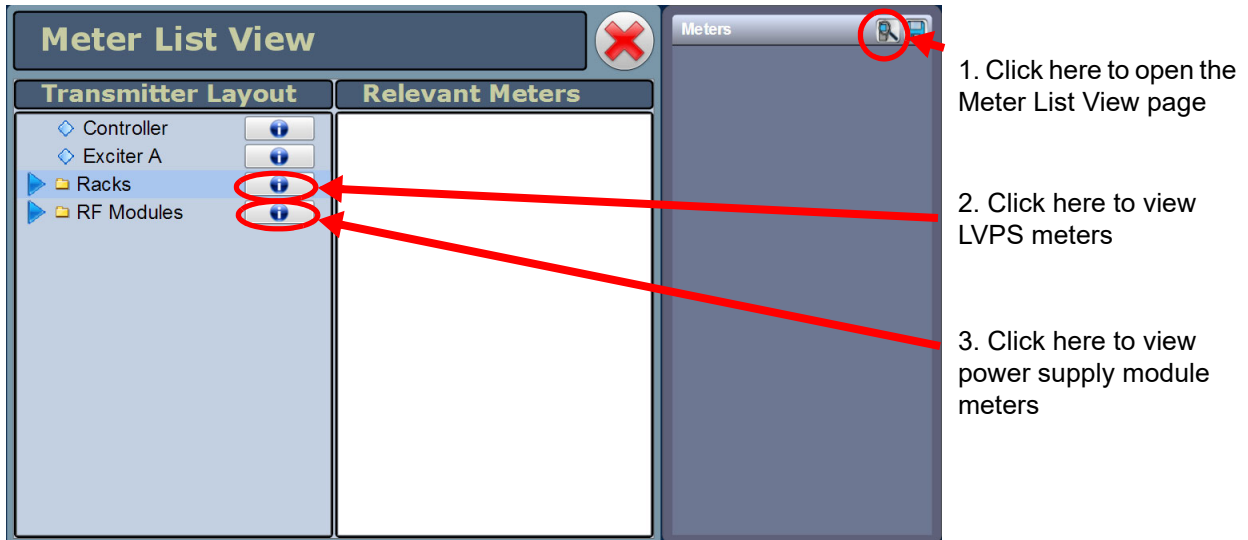 Meter List View
Meters
Transmitter Layout
Relevant Meters
Controller
Exciter A
Racks
RF Modules
1. Click here to open the
Meter List View page
2. Click here to view
LVPS meters
3. Click here to view
power supply module
meters